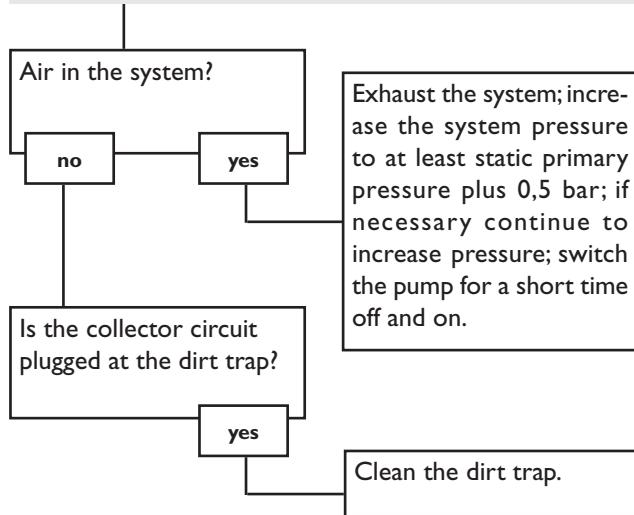 Air in the system?
no
yes
Exhaust the system; incre-
ase the system pressure
to at least static primary
pressure plus 0,5 bar; if
necessary continue to
increase pressure; switch
the pump for a short time
off and on.
Is the collector circuit
plugged at the dirt trap?
yes
Clean the dirt trap.